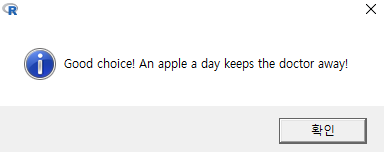 R
Good choice! An apple a day keeps the doctor away!
확인